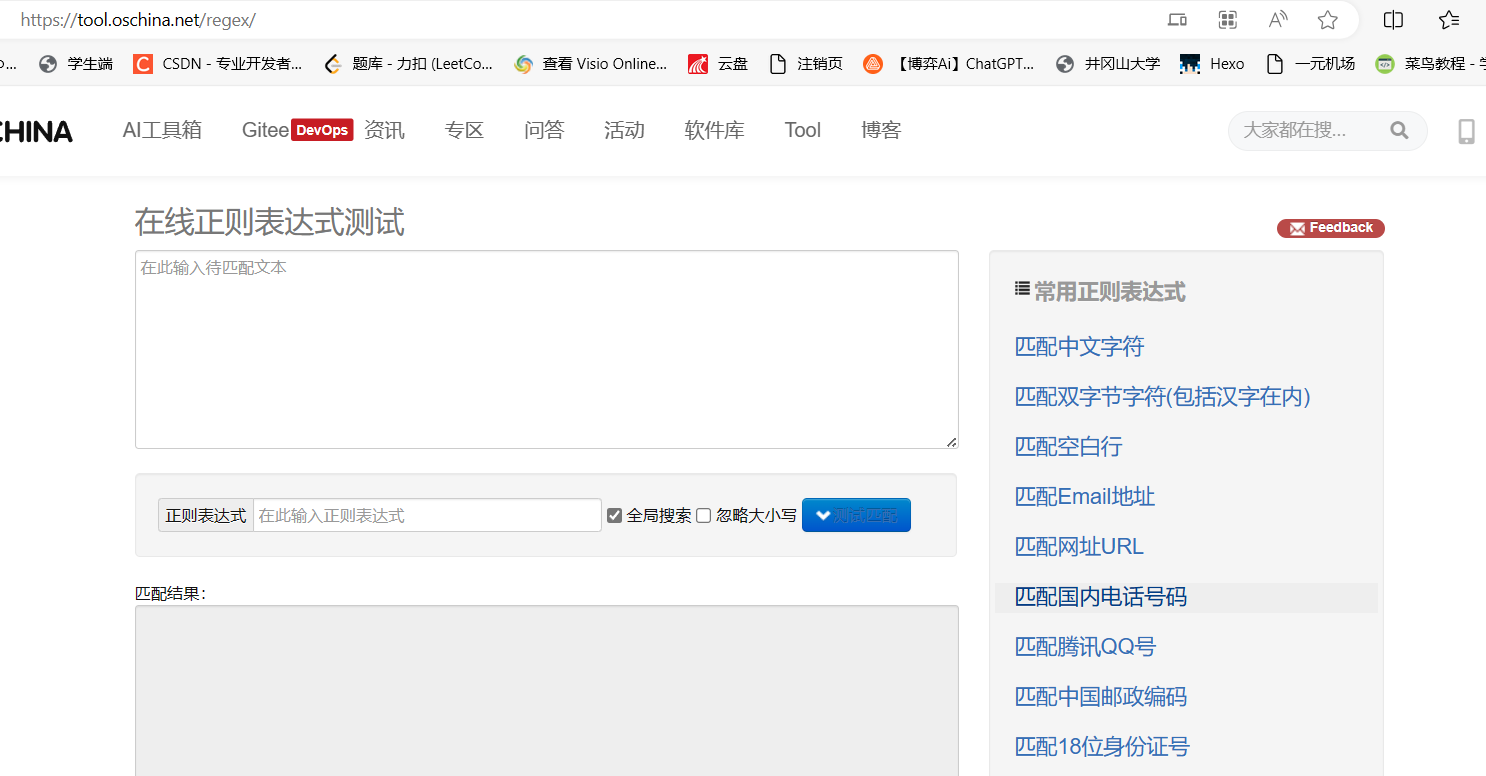 https://tool.oschina.net/regex/
学生端 CSDN - 专业开发者... 题库 - 力扣 (LeetCo... 查看 Visio Online... 云盘 注销页 【博弈Ai】ChatGPT... 井冈山大学 Hexo 一元机场 菜鸟教程 -
CHINA AI工具箱 Gitee DevOps 资讯 专区 问答 活动 软件库 Tool 博客 大家都在搜...
在线正则表达式测试
Feedback
在此输入待匹配文本
常用正则表达式
匹配中文字符
匹配双字节字符(包括汉字在内)
匹配空白行
匹配Email地址
正则表达式 在此输入正则表达式 全局搜索 忽略大小写 测试匹配
匹配网址URL
匹配结果：
匹配国内电话号码
匹配腾讯QQ号
匹配中国邮政编码
匹配18位身份证号